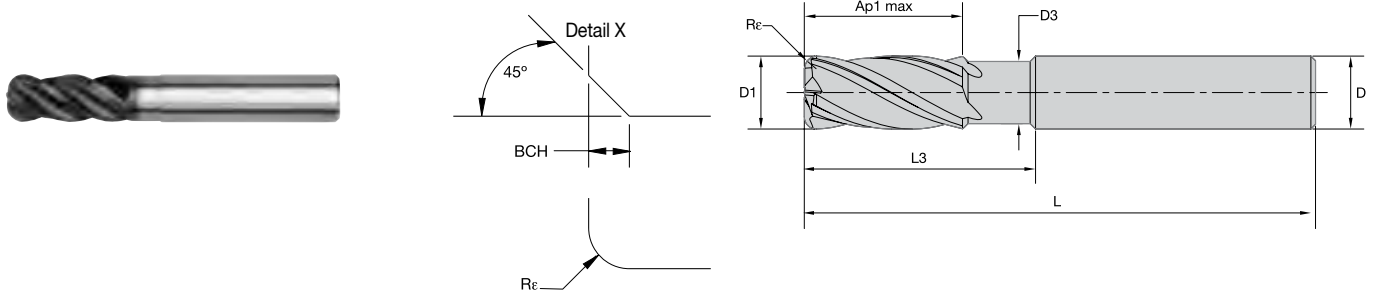 Detail X
45°
BCH
Rε
Ap1 max
Rε
D3
D1
D
L3
L